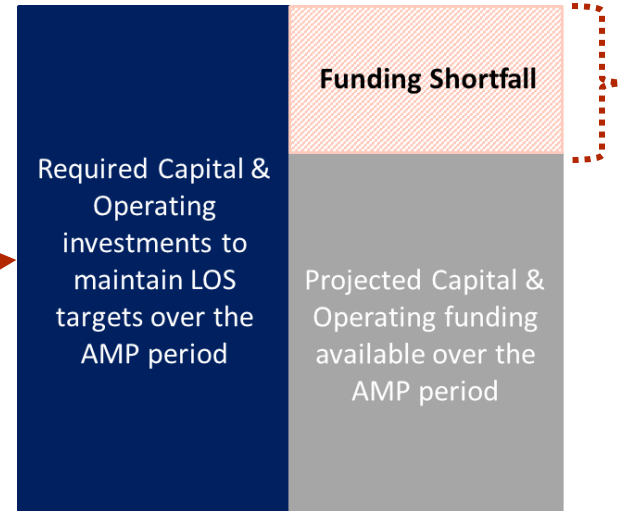 Required Capital &
Operating
investments to
maintain LOS
targets over the
AMP period
Funding Shortfall
Projected Capital &
Operating funding
available over the
AMP period